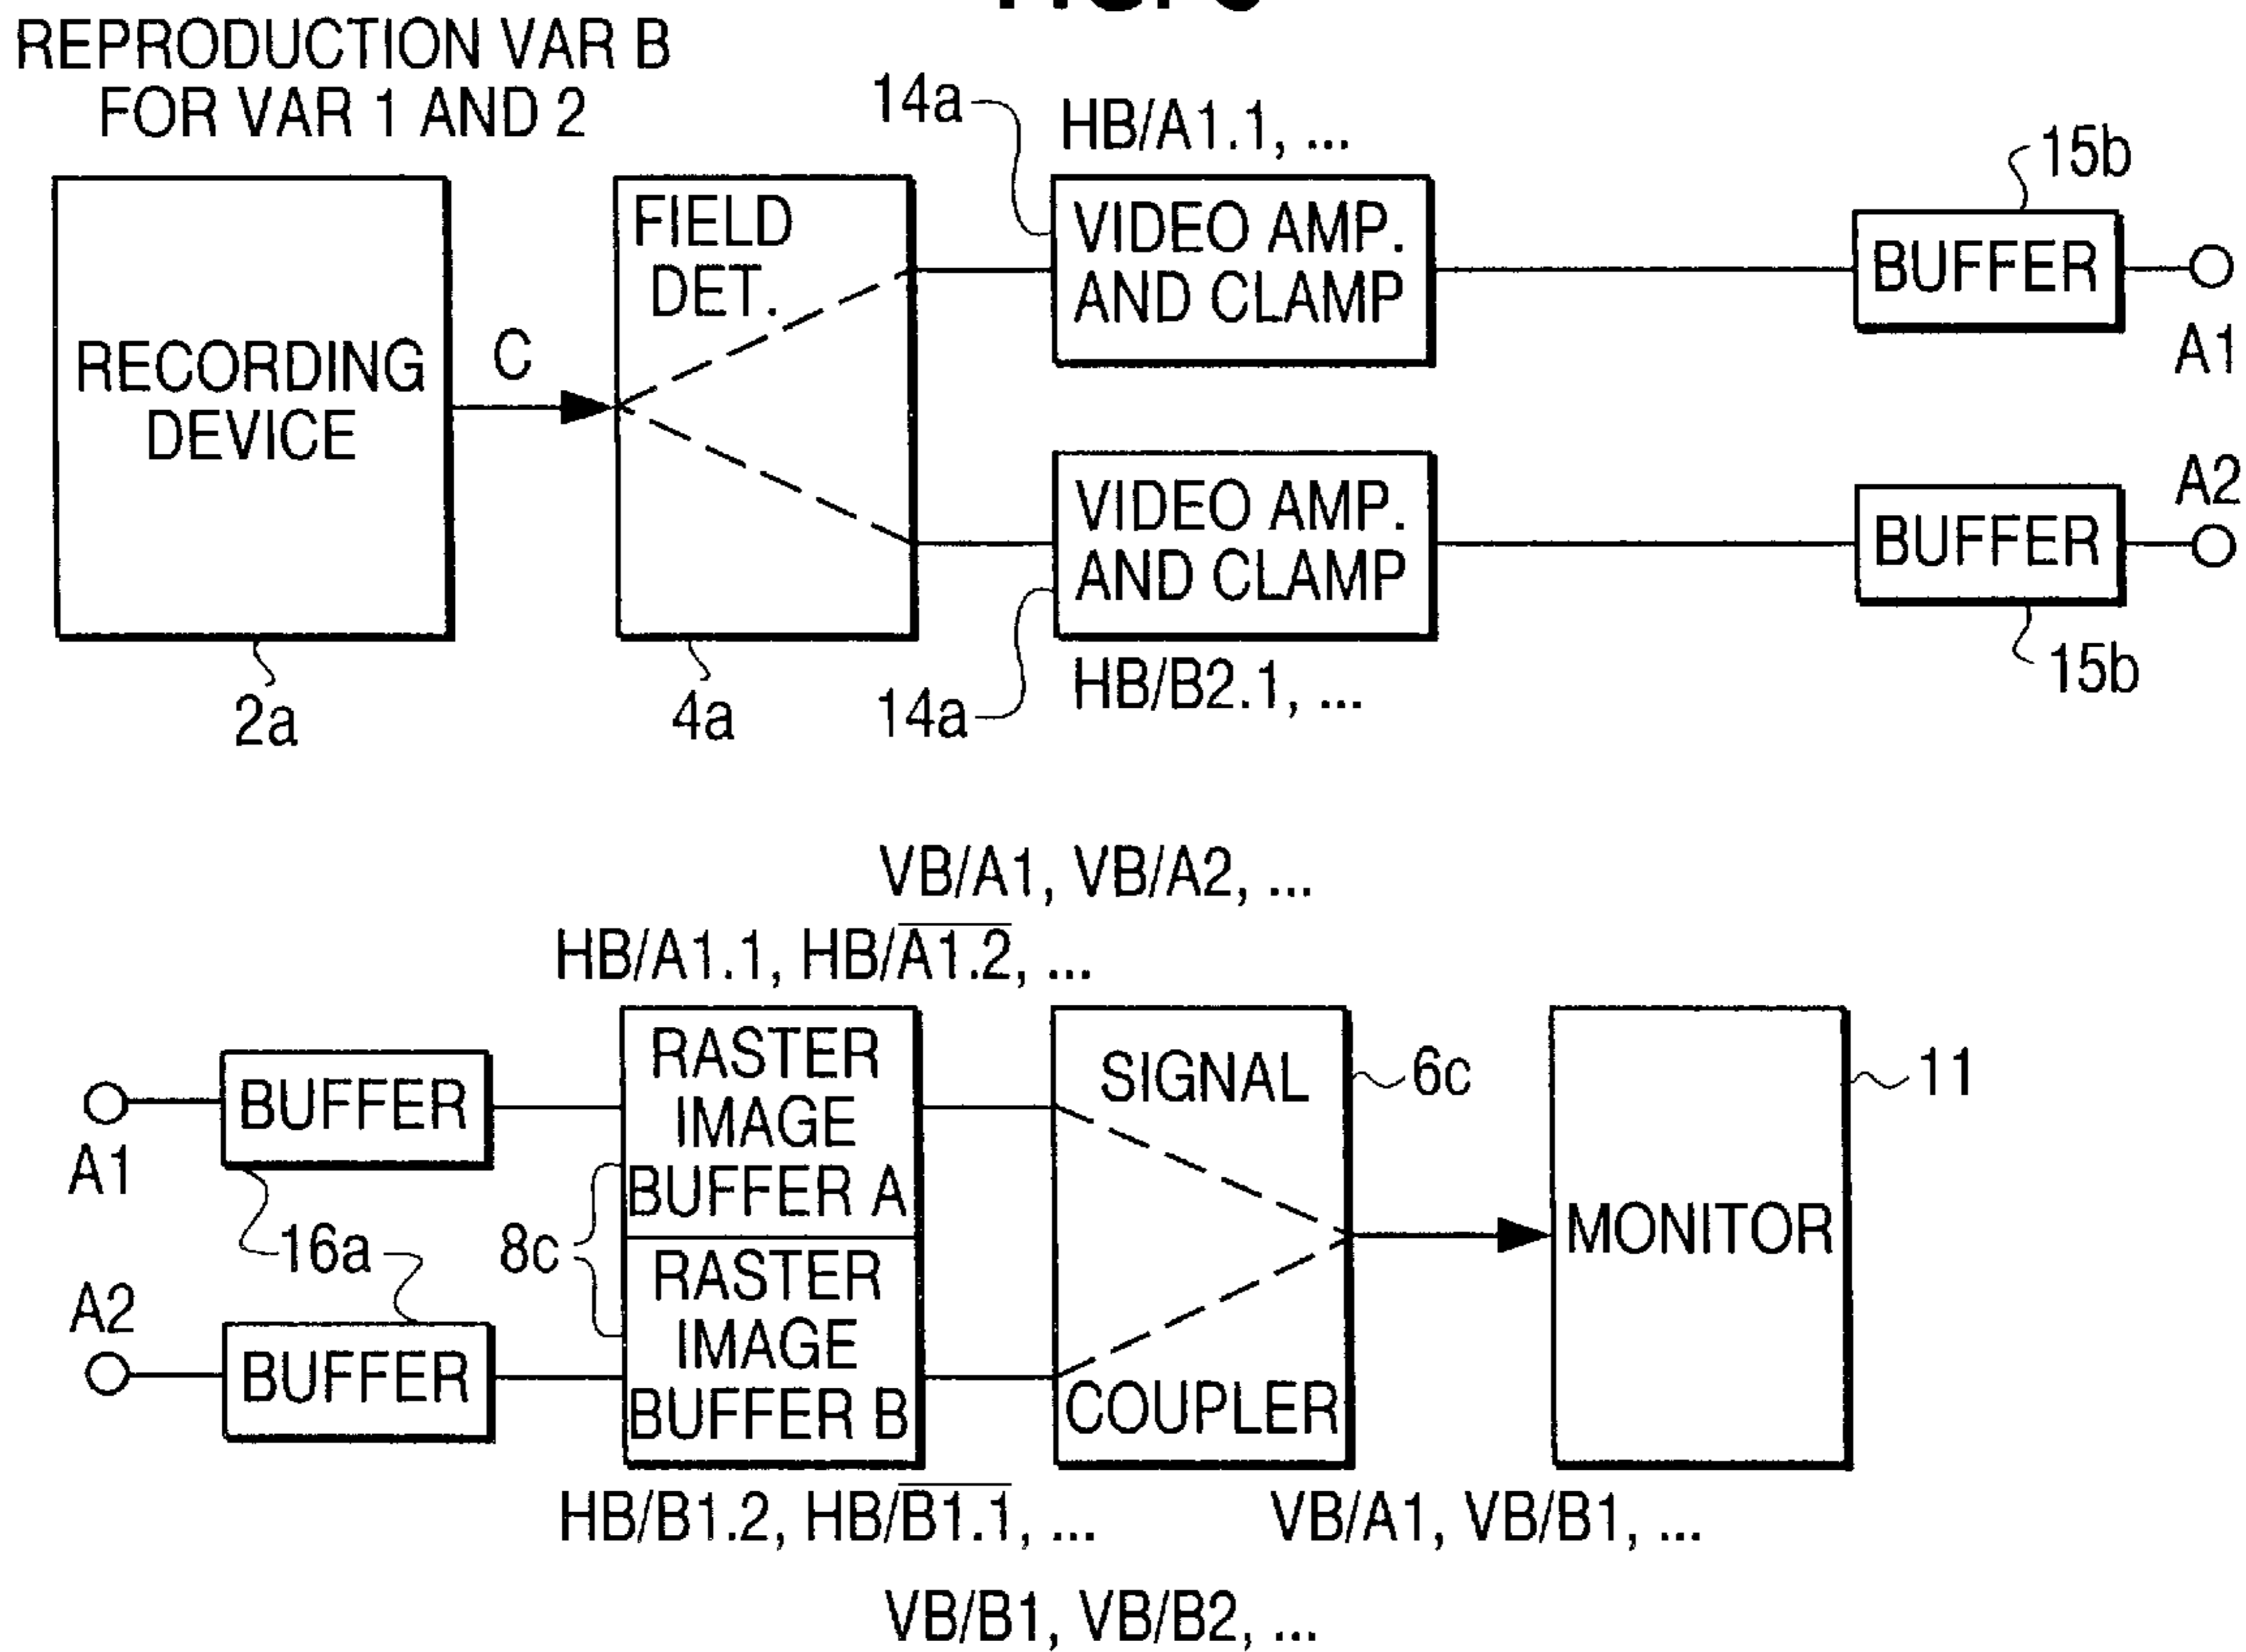 REPRODUCTION VAR B
FOR VAR 1 AND 2
14a
HB/A1.1, ...
15b
RECORDING
DEVICE
C
FIELD
DET.
VIDEO AMP.
AND CLAMP
BUFFER
A1
A2
VIDEO AMP.
AND CLAMP
BUFFER
2a
4a
14a
HB/B2.1, ...
15b
VB/A1, VB/A2, ...
HB/A1.1, HB/A̅1̅.̅2̅, ...
BUFFER
A1
RASTER
IMAGE
BUFFER A
SIGNAL
6c
11
16a
8c
MONITOR
A2
BUFFER
RASTER
IMAGE
BUFFER B
COUPLER
HB/B1.2, HB/B̅1̅.̅1̅, ...
VB/A1, VB/B1, ...
VB/B1, VB/B2, ...